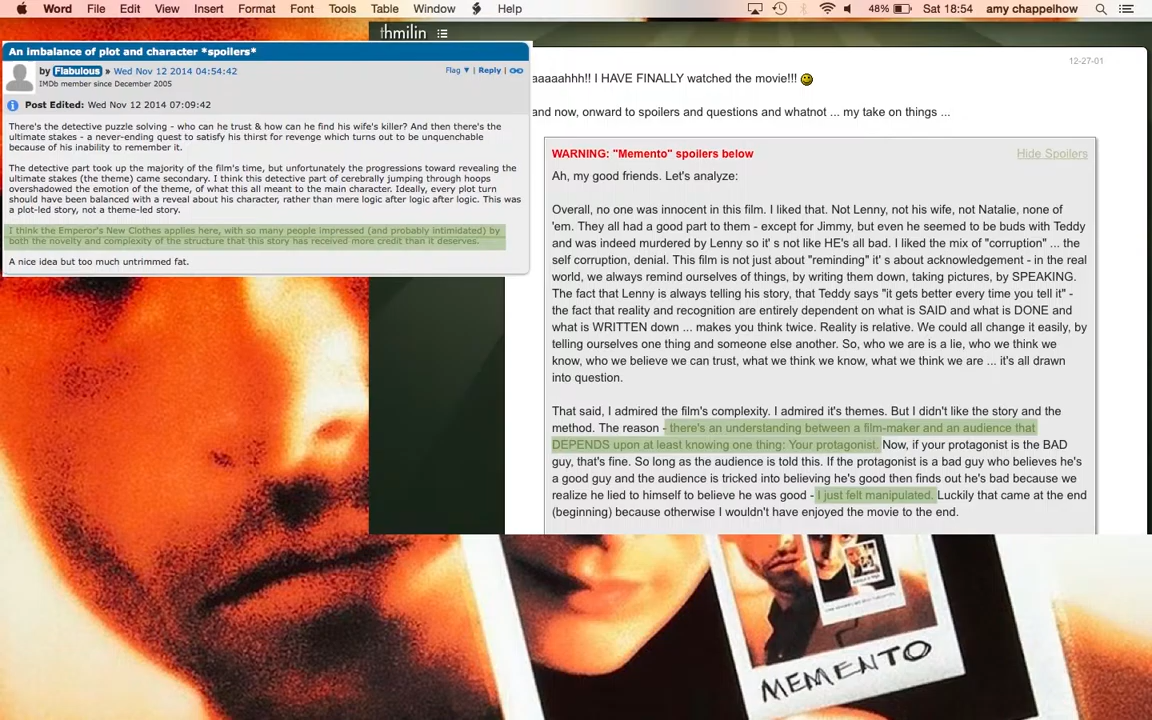 Word File Edit View Insert Format Font Tools Table Window Help 48% Sat 18:54 amy chappelhow
An imbalance of plot and character *spoilers*
by Flabulous » Wed Nov 12 2014 04:54:42
Flag ▼ | Reply |
IMDb member since December 2005
Post Edited: Wed Nov 12 2014 07:09:42
There's the detective puzzle solving - who can he trust & how can he find his wife's killer? And then there's the
ultimate stakes - a never-ending quest to satisfy his thirst for revenge which turns out to be unquenchable
because of his inability to remember it.
The detective part took up the majority of the film's time, but unfortunately the progressions toward revealing the
ultimate stakes (the theme) came secondary. I think this detective part of cerebrally jumping through hoops
overshadowed the emotion of the theme, of what this all meant to the main character. Ideally, every plot turn
should have been balanced with a reveal about his character, rather than mere logic after logic after logic. This was
a plot-led story, not a theme-led story.
I think the Emperor's New Clothes applies here, with so many people impressed (and probably intimidated) by
both the novelty and complexity of the structure that this story has received more credit than it deserves.
A nice idea but too much untrimmed fat.
thmilin
12-27-01
aaaaahhh!! I HAVE FINALLY watched the movie!!!
and now, onward to spoilers and questions and whatnot ... my take on things ...
WARNING: "Memento" spoilers below
Hide Spoilers
Ah, my good friends. Let's analyze:
Overall, no one was innocent in this film. I liked that. Not Lenny, not his wife, not Natalie, none of
'em. They all had a good part to them - except for Jimmy, but even he seemed to be buds with Teddy
and was indeed murdered by Lenny so it' s not like HE's all bad. I liked the mix of "corruption" ... the
self corruption, denial. This film is not just about "reminding" it' s about acknowledgement - in the real
world, we always remind ourselves of things, by writing them down, taking pictures, by SPEAKING.
The fact that Lenny is always telling his story, that Teddy says "it gets better every time you tell it" -
the fact that reality and recognition are entirely dependent on what is SAID and what is DONE and
what is WRITTEN down ... makes you think twice. Reality is relative. We could all change it easily, by
telling ourselves one thing and someone else another. So, who we are is a lie, who we think we
know, who we believe we can trust, what we think we know, what we think we are ... it's all drawn
into question.
That said, I admired the film's complexity. I admired it's themes. But I didn't like the story and the
method. The reason - there's an understanding between a film-maker and an audience that
DEPENDS upon at least knowing one thing: Your protagonist. Now, if your protagonist is the BAD
guy, that's fine. So long as the audience is told this. If the protagonist is a bad guy who believes he's
a good guy and the audience is tricked into believing he's good then finds out he's bad because we
realize he lied to himself to believe he was good - I just felt manipulated. Luckily that came at the end
(beginning) because otherwise I wouldn't have enjoyed the movie to the end.
MEMENTO